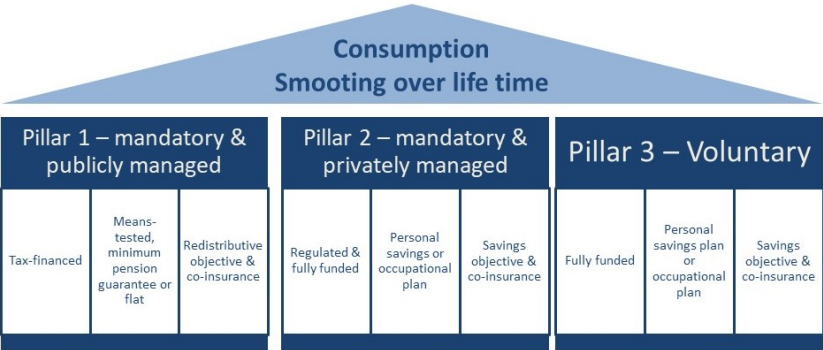 Consumption
Smooting over life time
Pillar 1 – mandatory &
publicly managed
Pillar 2 – mandatory &
privately managed
Pillar 3 – Voluntary
Tax-financed
Means-
tested,
minimum
pension
guarantee or
flat
Redistributive
objective &
co-insurance
Regulated &
fully funded
Personal
savings or
occupational
plan
Savings
objective &
co-insurance
Fully funded
Personal
savings plan
or
occupational
plan
Savings
objective &
co-insurance